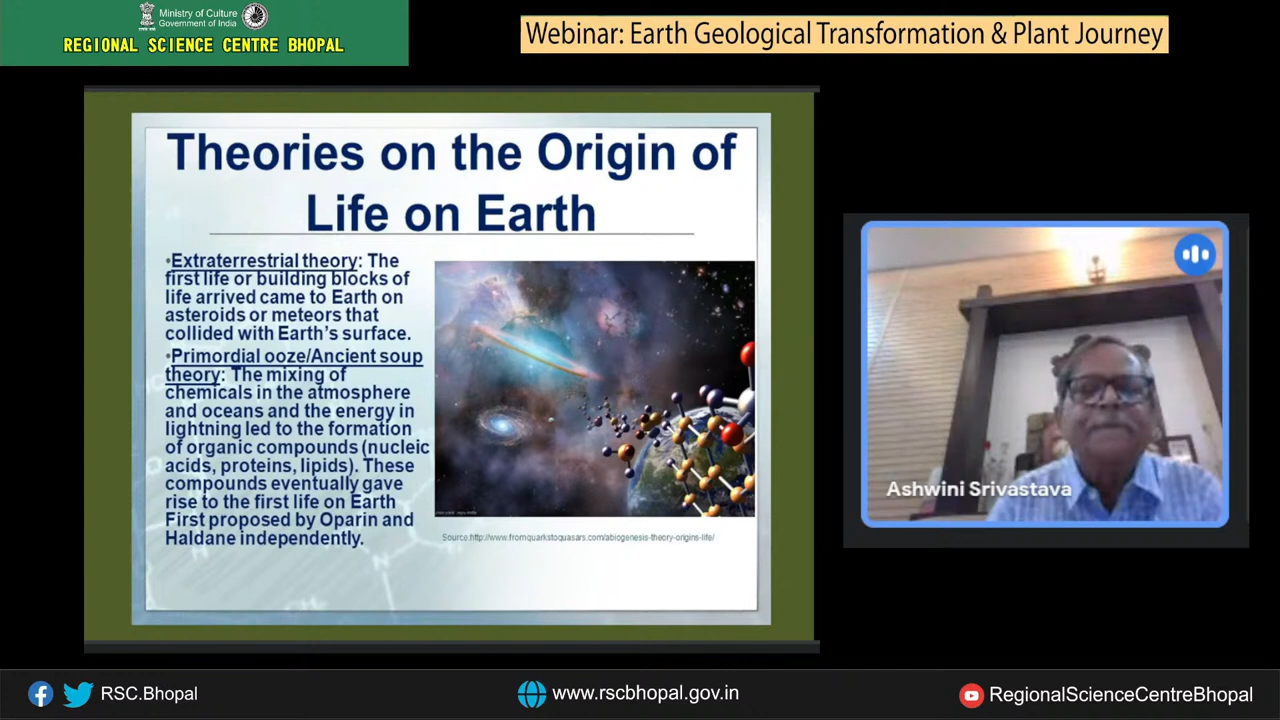 Ministry of Culture
Government of India
REGIONAL SCIENCE CENTRE BHOPAL
Webinar: Earth Geological Transformation & Plant Journey
Theories on the Origin of
Life on Earth
•Extraterrestrial theory: The
first life or building blocks of
life arrived came to Earth on
asteroids or meteors that
collided with Earth's surface.
•Primordial ooze/Ancient soup
theory: The mixing of
chemicals in the atmosphere
and oceans and the energy in
lightning led to the formation
of organic compounds (nucleic
acids, proteins, lipids). These
compounds eventually gave
rise to the first life on Earth
First proposed by Oparin and
Haldane independently.
Source:http://www.fromquarkstoquasars.com/abiogenesis-theory-origins-life/
Ashwini Srivastava
RSC.Bhopal
www.rscbhopal.gov.in
RegionalScienceCentreBhopal